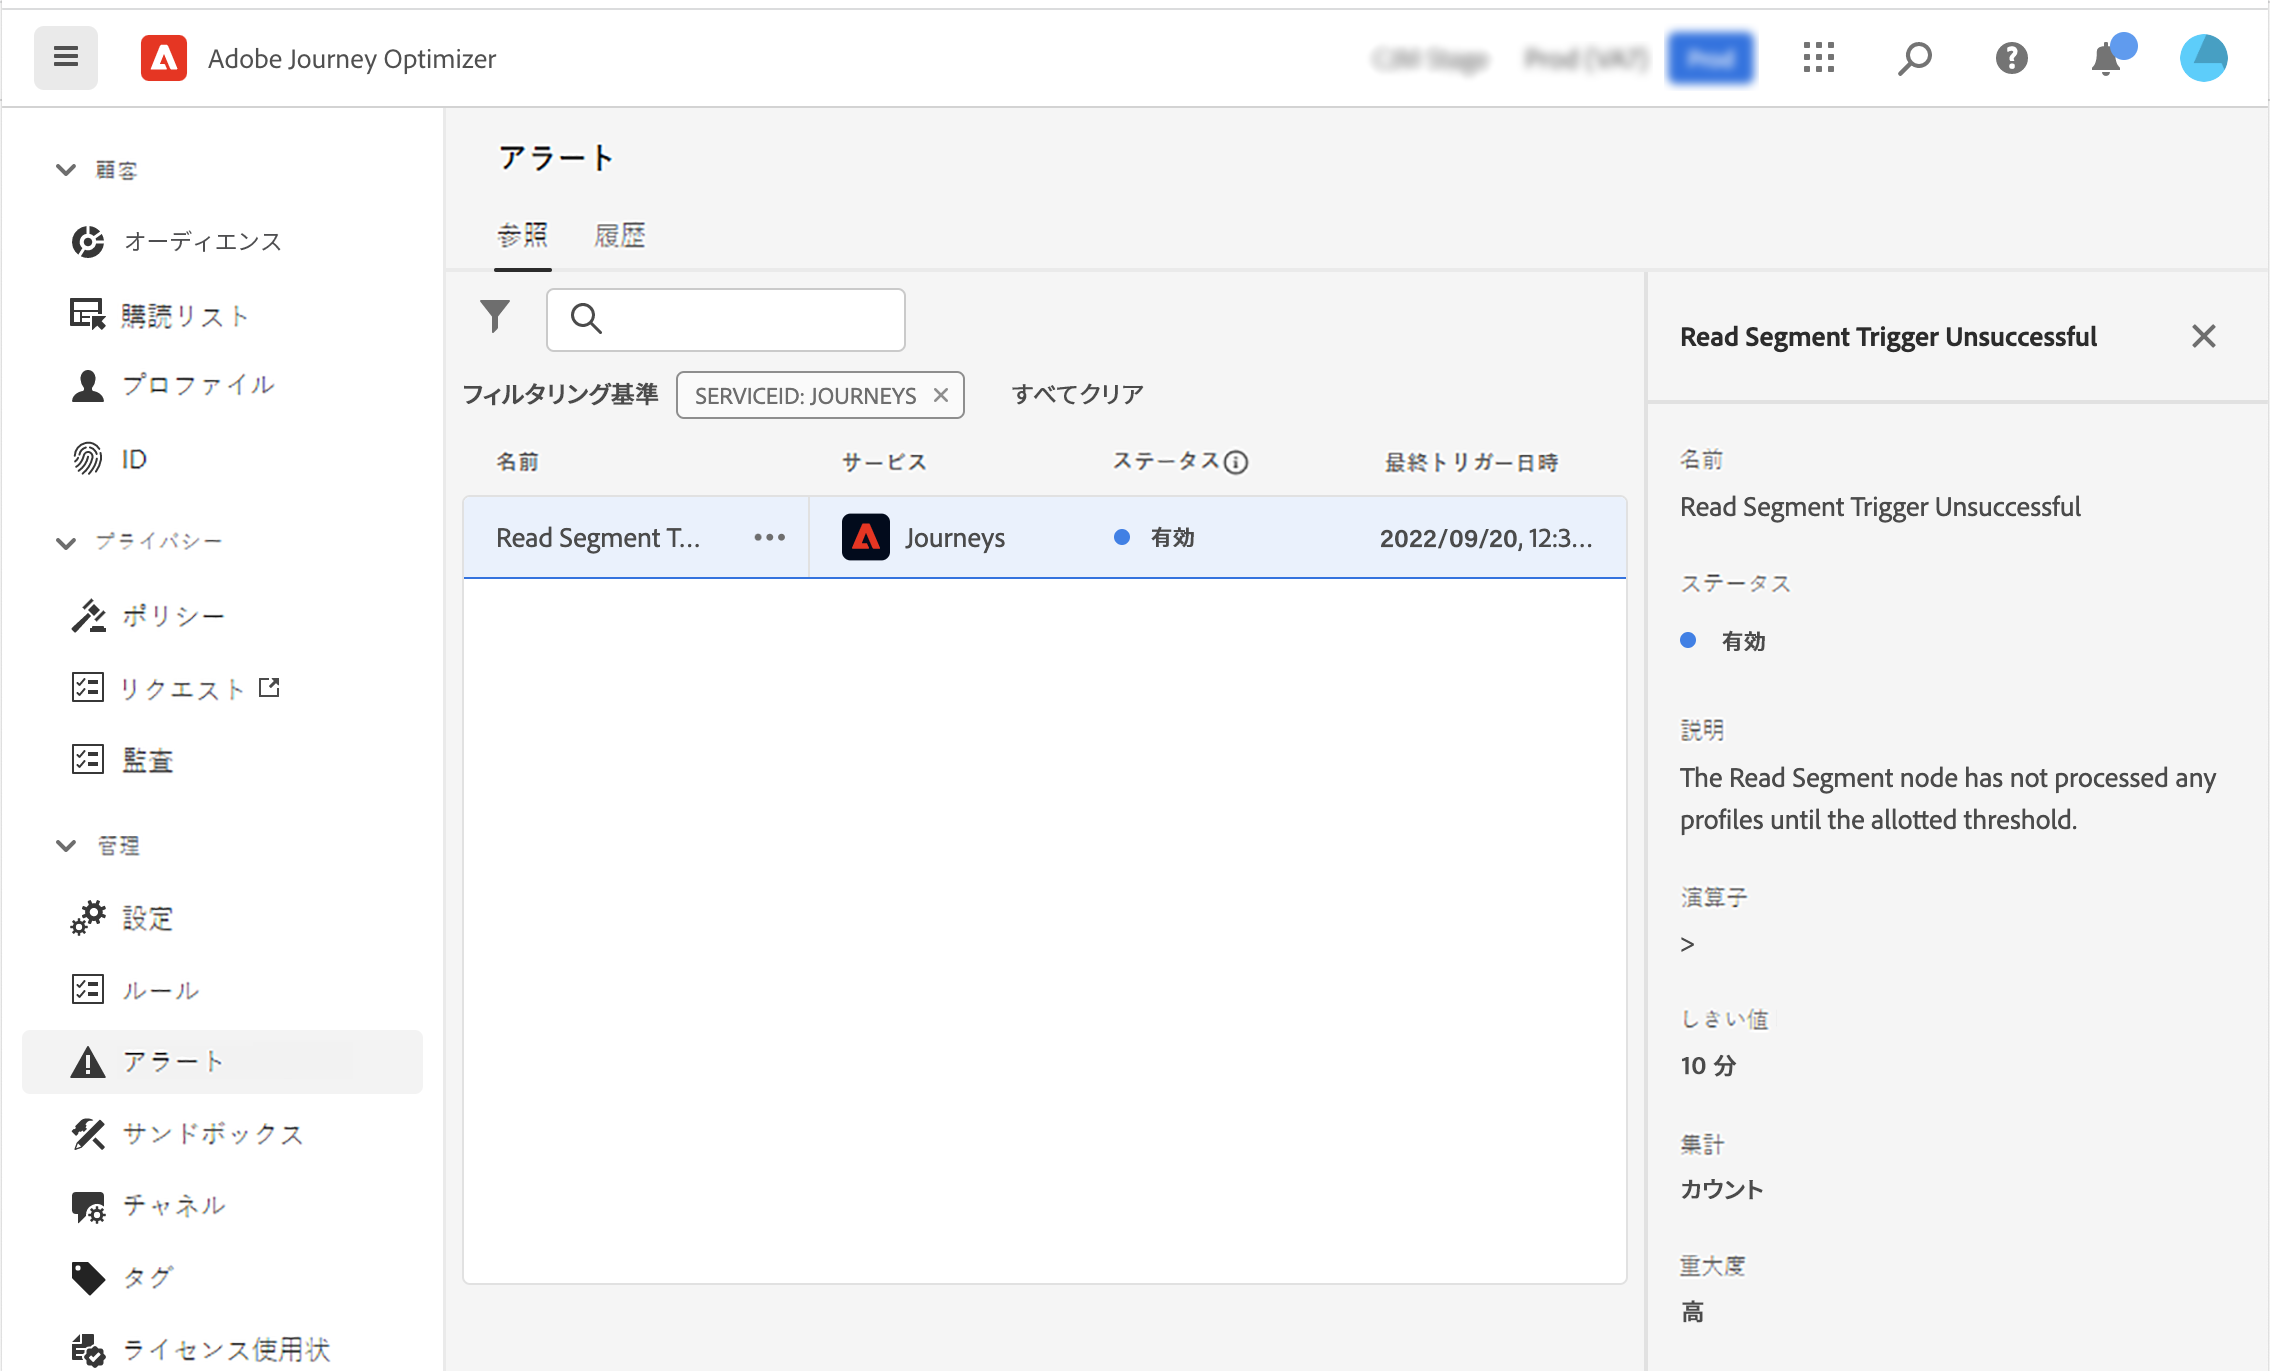 Adobe Journey Optimizer
顧客
オーディエンス
購読リスト
プロファイル
ID
プライバシー
ポリシー
リクエスト
監査
管理
設定
ルール
アラート
サンドボックス
チャネル
タグ
ライセンス使用状
アラート
参照 履歴
フィルタリング基準 SERVICEID: JOURNEYS すべてクリア
名前 サービス ステータス 最終トリガー日時
Read Segment T... Journeys 有効 2022/09/20, 12:3...
Read Segment Trigger Unsuccessful
名前
Read Segment Trigger Unsuccessful
ステータス
有効
説明
The Read Segment node has not processed any
profiles until the allotted threshold.
演算子
>
しきい値
10 分
集計
カウント
重大度
高